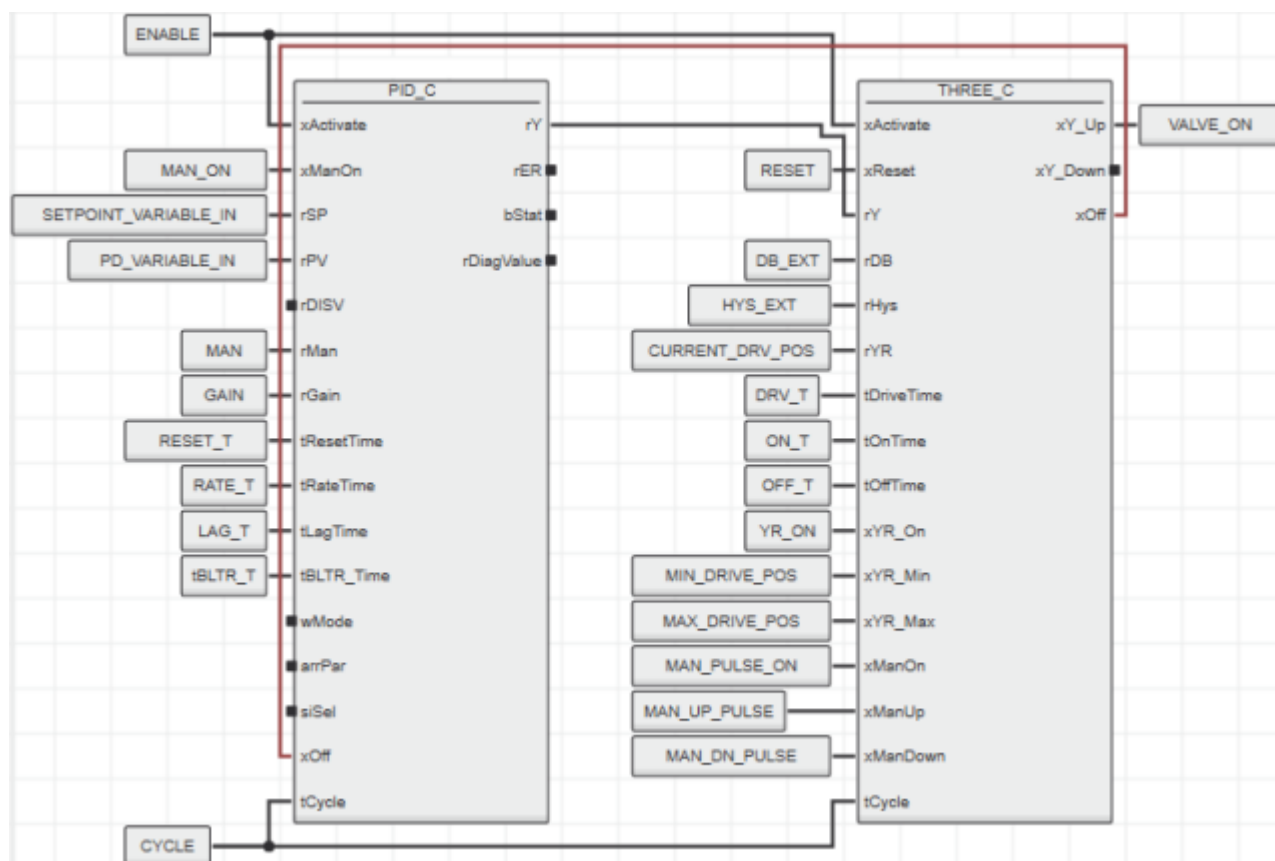 ENABLE
PID_C
THREE_C
xActivate
rY
xActivate
xY_Up
VALVE_ON
MAN_ON
xManOn
rER
RESET
xReset
xY_Down
SETPOINT_VARIABLE_IN
rSP
bStat
rY
xOff
PD_VARIABLE_IN
rPV
rDiagValue
DB_EXT
rDB
rDISV
HYS_EXT
rHys
MAN
rMan
CURRENT_DRV_POS
rYR
GAIN
rGain
DRV_T
tDriveTime
RESET_T
tResetTime
ON_T
tOnTime
RATE_T
tRateTime
OFF_T
tOffTime
LAG_T
tLagTime
YR_ON
xYR_On
tBLTR_T
tBLTR_Time
MIN_DRIVE_POS
xYR_Min
wMode
MAX_DRIVE_POS
xYR_Max
arrPar
MAN_PULSE_ON
xManOn
siSel
MAN_UP_PULSE
xManUp
xOff
MAN_DN_PULSE
xManDown
tCycle
tCycle
CYCLE